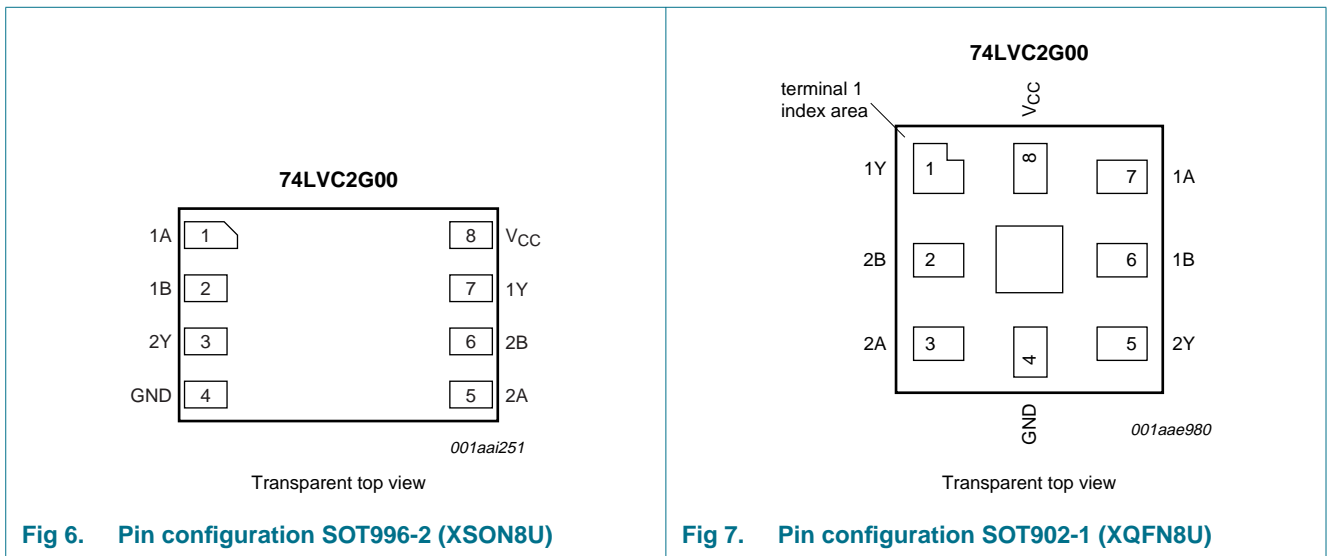 74LVC2G00
1A 1 8 VCC
1B 2 7 1Y
2Y 3 6 2B
GND 4 5 2A
001aai251
Transparent top view
Fig 6. Pin configuration SOT996-2 (XSON8U)
74LVC2G00
terminal 1
index area
VCC
1Y 1 8 7 1A
2B 2 6 1B
2A 3 4 5 2Y
GND
001aae980
Transparent top view
Fig 7. Pin configuration SOT902-1 (XQFN8U)